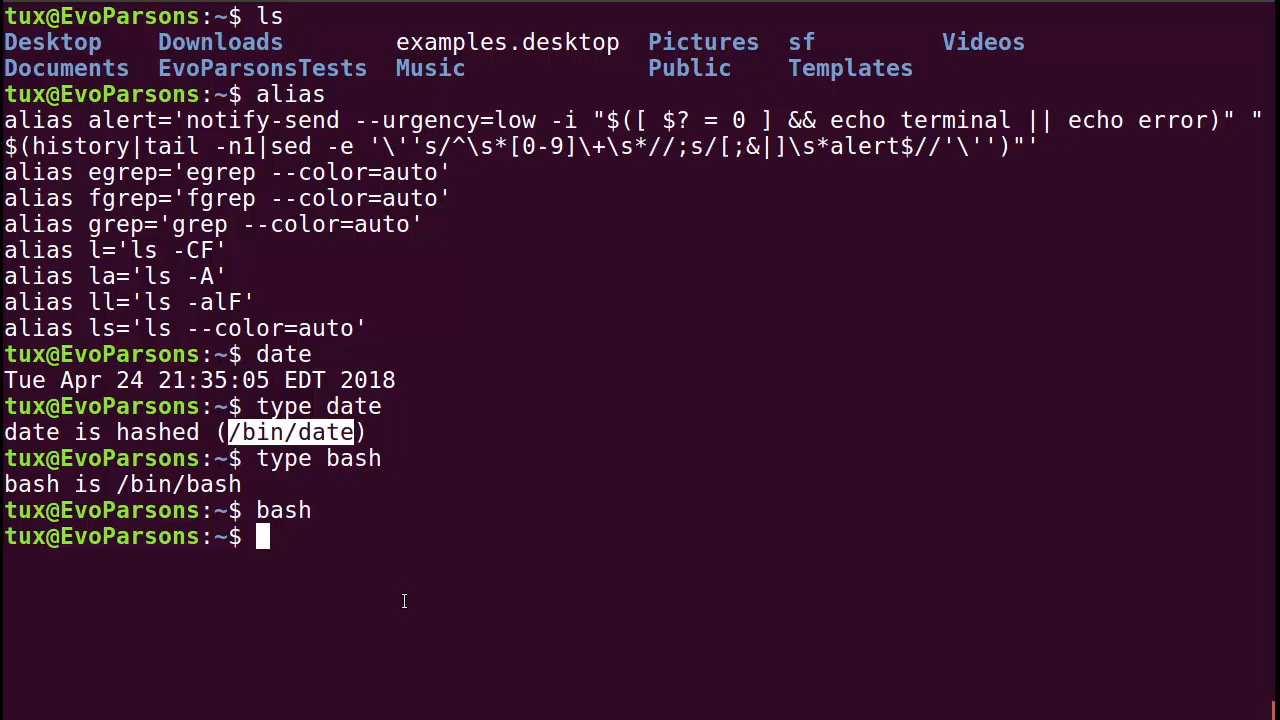 tux@EvoParsons:~$ ls
Desktop    Downloads        examples.desktop  Pictures  sf         Videos
Documents  EvoParsonsTests  Music             Public    Templates
tux@EvoParsons:~$ alias
alias alert='notify-send --urgency=low -i "$([ $? = 0 ] && echo terminal || echo error)" "
$(history|tail -n1|sed -e '\''s/^\s*[0-9]\+\s*//;s/[;&|]\s*alert$//'\'')"'
alias egrep='egrep --color=auto'
alias fgrep='fgrep --color=auto'
alias grep='grep --color=auto'
alias l='ls -CF'
alias la='ls -A'
alias ll='ls -alF'
alias ls='ls --color=auto'
tux@EvoParsons:~$ date
Tue Apr 24 21:35:05 EDT 2018
tux@EvoParsons:~$ type date
date is hashed (/bin/date)
tux@EvoParsons:~$ type bash
bash is /bin/bash
tux@EvoParsons:~$ bash
tux@EvoParsons:~$